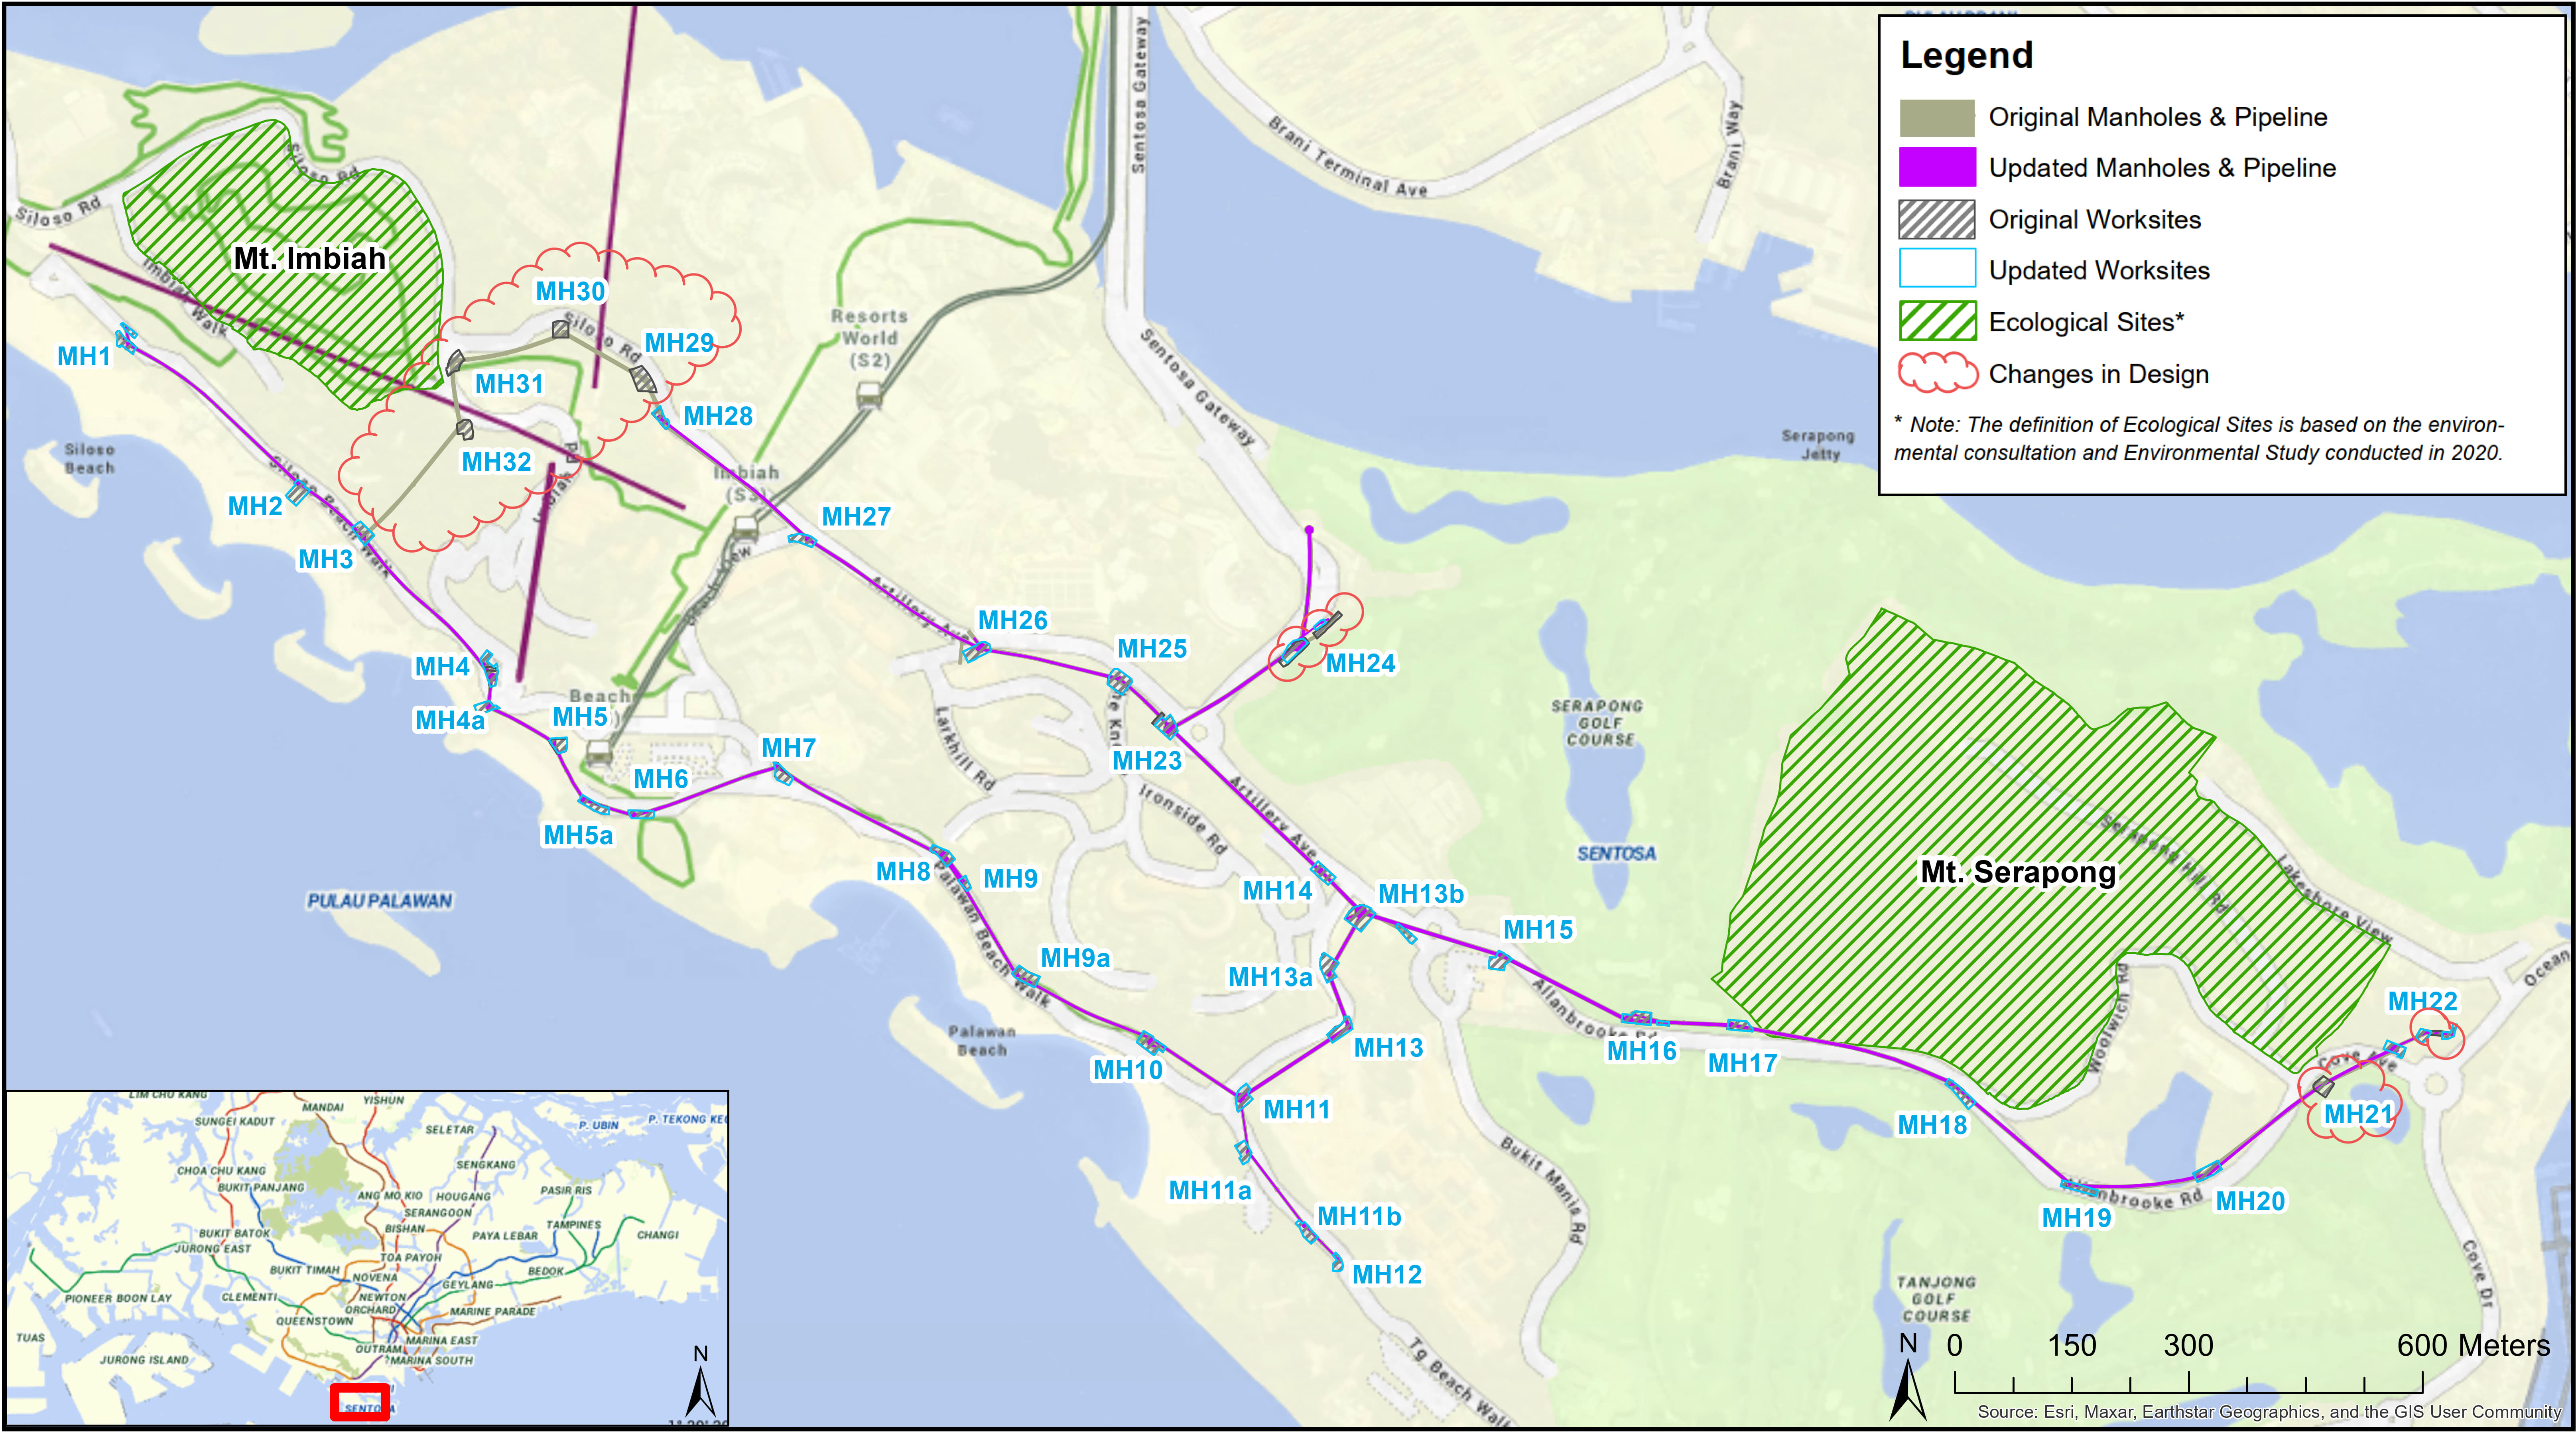 Legend
Original Manholes & Pipeline
Updated Manholes & Pipeline
Original Worksites
Updated Worksites
Ecological Sites*
Changes in Design
* Note: The definition of Ecological Sites is based on the environ-
mental consultation and Environmental Study conducted in 2020.
Sentosa Gateway
Brani Terminal Ave
Brani Way
Siloso Rd
Siloso Rd
Mt. Imbiah
Imbiah Walk
MH30
Siloso Rd
MH29
MH31
MH28
MH32
MH1
Siloso
Beach
MH2
MH3
Siloso Beach Walk
Resorts
World
(S2)
Imbiah
(S3)
Sentosa Gateway
Serapong
Jetty
MH27
Artillery Ave
MH26
MH25
MH24
MH23
MH4
MH4a
Beach
MH5
MH7
MH6
MH5a
Larkhill Rd
Ironside Rd
Artillery Ave
SERAPONG
GOLF
COURSE
SENTOSA
Mt. Serapong
Serapong Hill Rd
Lakeshore View
Ocean
PULAU PALAWAN
MH8
MH9
Palawan Beach
Walk
MH9a
MH14
MH13b
MH15
MH13a
MH13
Palawan
Beach
MH10
MH11
MH11a
MH11b
MH12
Allanbrooke Rd
MH16
MH17
MH18
Woolwich Rd
MH22
Cove Ave
MH21
MH19
Allanbrooke Rd
MH20
Bukit Manis Rd
Tg Beach Walk
TANJONG
GOLF
COURSE
Cove Dr
LIM CHU KANG
MANDAI
YISHUN
SUNGEI KADUT
SELETAR
P. UBIN
P. TEKONG
CHOA CHU KANG
SENGKANG
BUKIT PANJANG
ANG MO KIO
HOUGANG
PASIR RIS
SERANGOON
BUKIT BATOK
BISHAN
TAMPINES
JURONG EAST
PAYA LEBAR
CHANGI
TOA PAYOH
BUKIT TIMAH
NOVENA
BEDOK
GEYLANG
PIONEER
BOON LAY
CLEMENTI
NEWTON
ORCHARD
MARINE PARADE
QUEENSTOWN
TUAS
MARINA EAST
OUTRAM
JURONG ISLAND
MARINA SOUTH
SENTOSA
N
N
0 150 300 600 Meters
Source: Esri, Maxar, Earthstar Geographics, and the GIS User Community